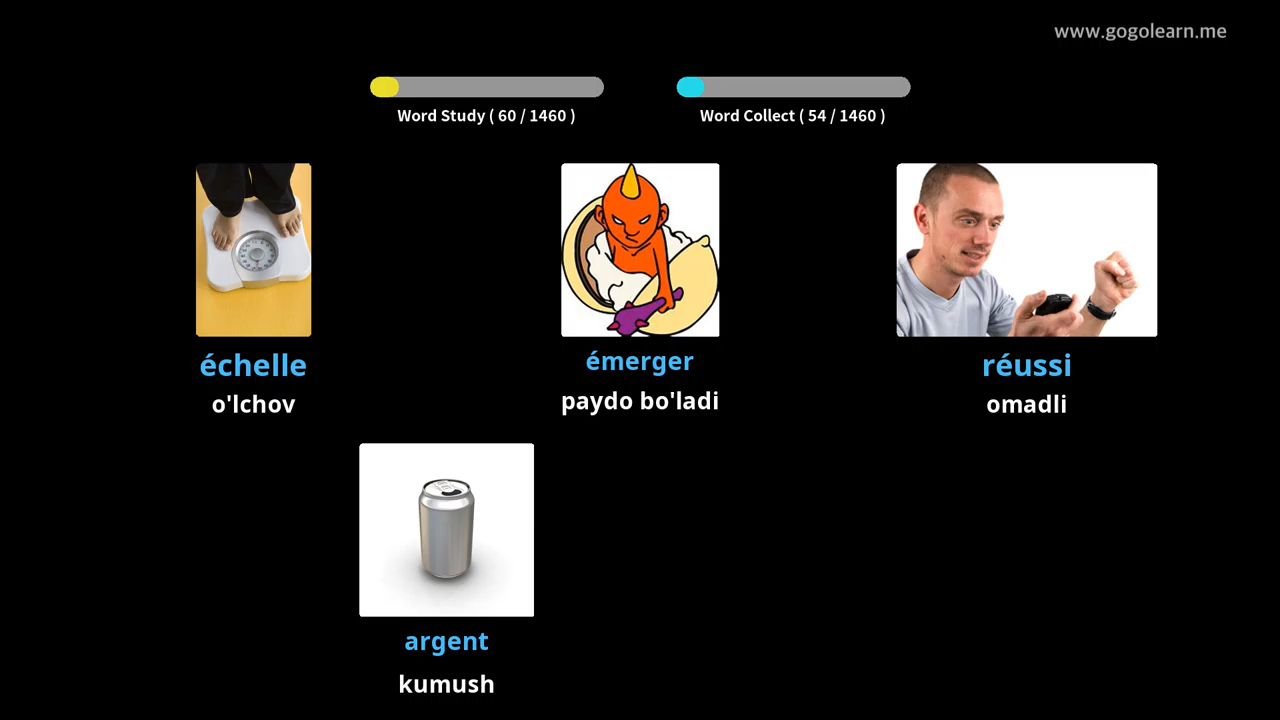 www.gogolearn.me
Word Study ( 60 / 1460 )
Word Collect ( 54 / 1460 )
échelle
o'lchov
émerger
paydo bo'ladi
réussi
omadli
argent
kumush